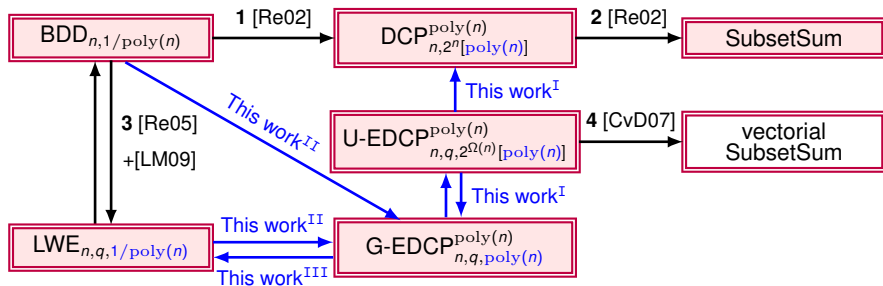 BDD_{n,1/poly(n)}
1 [Re02]
DCP^{poly(n)}_{n,2^n[poly(n)]}
2 [Re02]
SubsetSum
This work^I
This work^{II}
3 [Re05]
+[LM09]
U-EDCP^{poly(n)}_{n,q,2^{Ω(n)}[poly(n)]}
4 [CvD07]
vectorial
SubsetSum
This work^I
LWE_{n,q,1/poly(n)}
This work^{II}
This work^{III}
G-EDCP^{poly(n)}_{n,q,poly(n)}